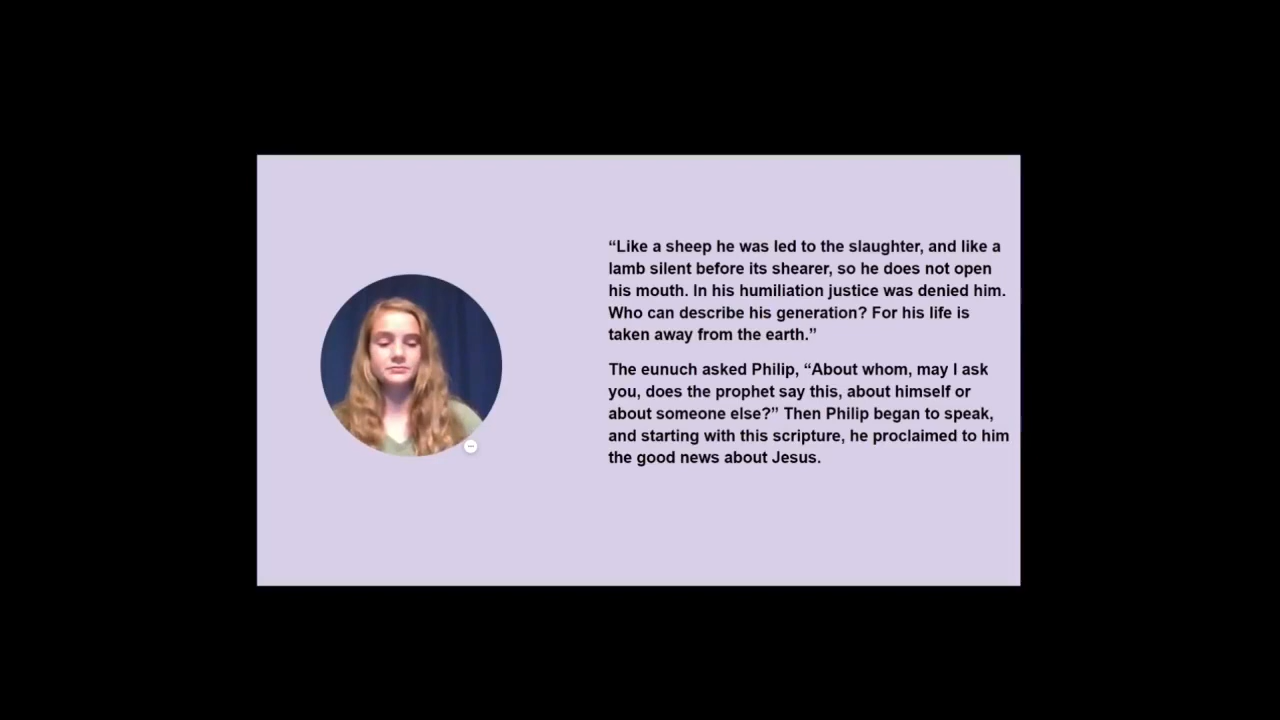 “Like a sheep he was led to the slaughter, and like a
lamb silent before its shearer, so he does not open
his mouth. In his humiliation justice was denied him.
Who can describe his generation? For his life is
taken away from the earth.”
The eunuch asked Philip, “About whom, may I ask
you, does the prophet say this, about himself or
about someone else?” Then Philip began to speak,
and starting with this scripture, he proclaimed to him
the good news about Jesus.